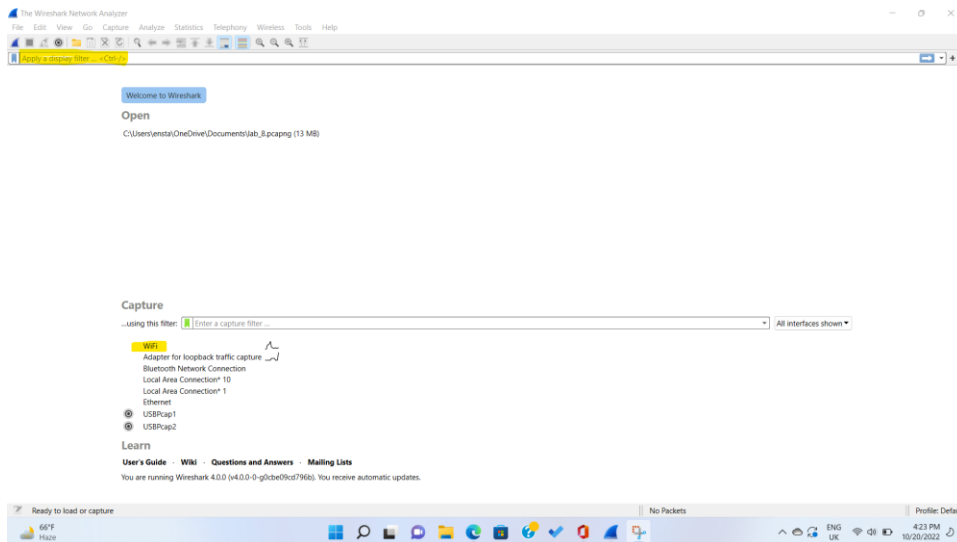 The Wireshark Network Analyzer
File Edit View Go Capture Analyze Statistics Telephony Wireless Tools Help
Apply a display filter ... <Ctrl-/>
Welcome to Wireshark
Open
C:\Users\ensta\OneDrive\Documents\lab_8.pcapng (13 MB)
Capture
...using this filter: Enter a capture filter ... All interfaces shown
WiFi
Adapter for loopback traffic capture
Bluetooth Network Connection
Local Area Connection* 10
Local Area Connection* 1
Ethernet
USBPcap1
USBPcap2
Learn
User's Guide · Wiki · Questions and Answers · Mailing Lists
You are running Wireshark 4.0.0 (v4.0.0-0-g0cbe09cd796b). You receive automatic updates.
Ready to load or capture No Packets Profile: Defa
66°F ENG 4:23 PM
Haze UK 10/20/2022